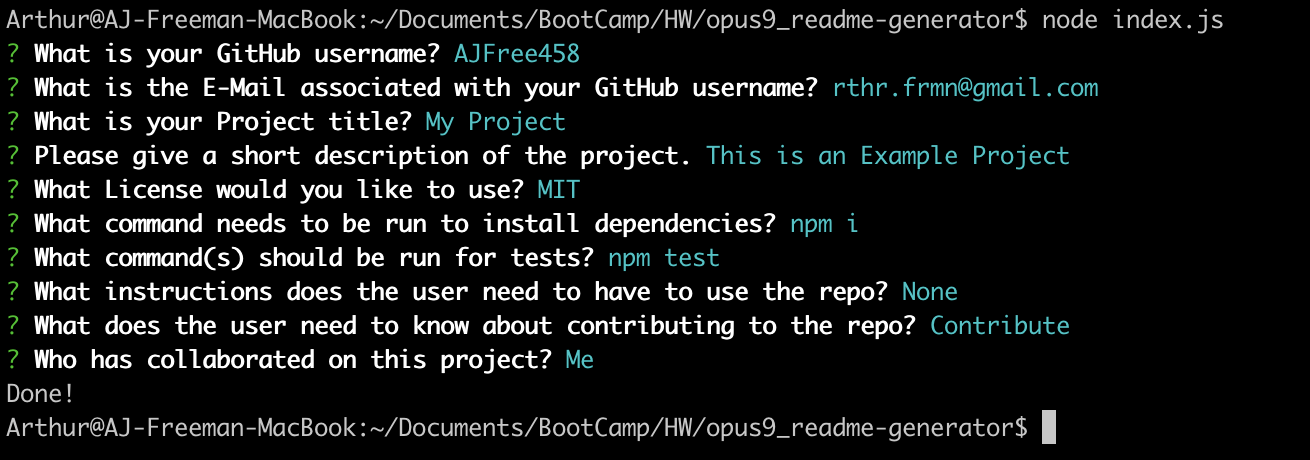 Arthur@AJ-Freeman-MacBook:~/Documents/BootCamp/HW/opus9_readme-generator$ node index.js
? What is your GitHub username? AJFree458
? What is the E-Mail associated with your GitHub username? rthr.frmn@gmail.com
? What is your Project title? My Project
? Please give a short description of the project. This is an Example Project
? What License would you like to use? MIT
? What command needs to be run to install dependencies? npm i
? What command(s) should be run for tests? npm test
? What instructions does the user need to have to use the repo? None
? What does the user need to know about contributing to the repo? Contribute
? Who has collaborated on this project? Me
Done!
Arthur@AJ-Freeman-MacBook:~/Documents/BootCamp/HW/opus9_readme-generator$